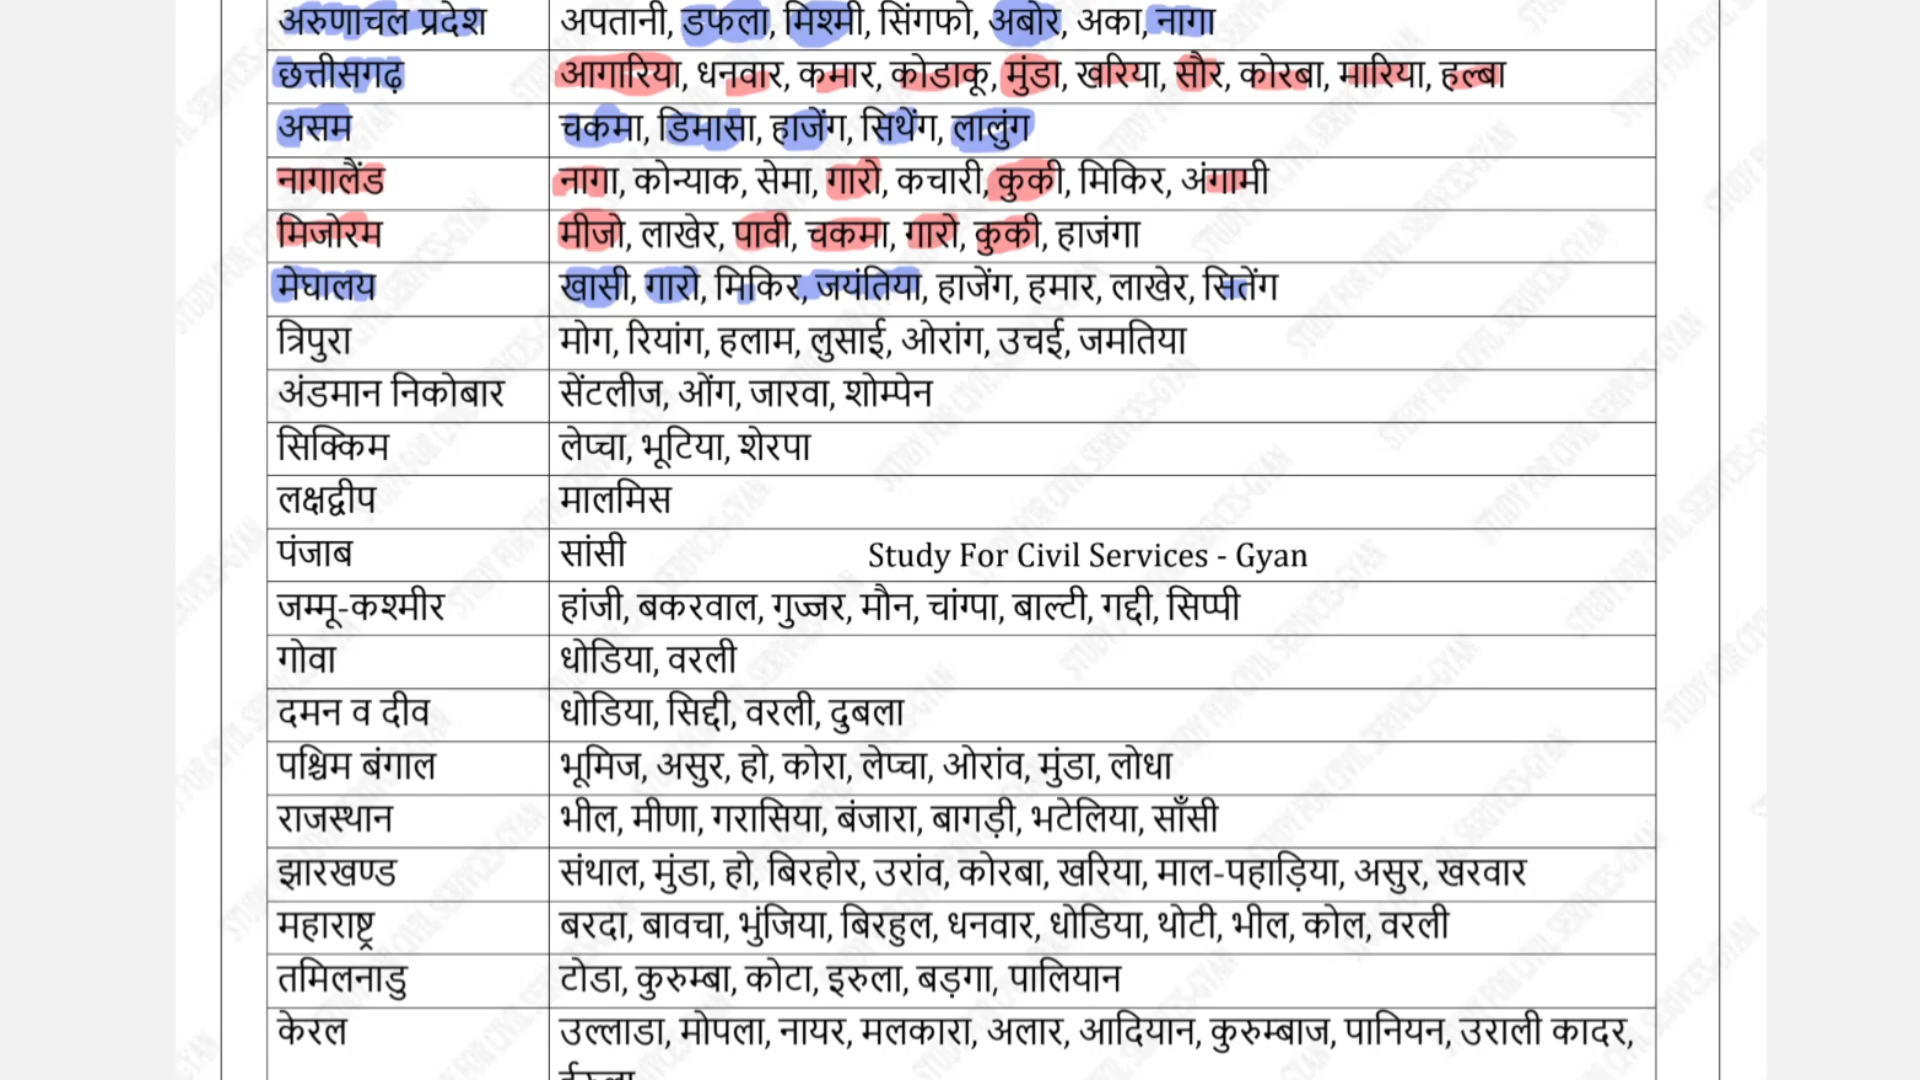 अरुणाचल प्रदेश अपतानी, डफला, मिश्मी, सिंगफो, अबोर, अका, नागा
छत्तीसगढ़ आगारिया, धनवार, कमार, कोडाकू, मुंडा, खरिया, सौर, कोरबा, मारिया, हल्बा
असम चकमा, डिमासा, हाजेंग, सिथेंग, लालुंग
नागालैंड नागा, कोन्याक, सेमा, गारो, कचारी, कुकी, मिकिर, अंगामी
मिजोरम मीजो, लाखेर, पावी, चकमा, गारो, कुकी, हाजंगा
मेघालय खासी, गारो, मिकिर, जयंतिया, हाजेंग, हमार, लाखेर, सितेंग
त्रिपुरा मोग, रियांग, हलाम, लुसाई, ओरांग, उचई, जमतिया
अंडमान निकोबार सेंटलीज, ओंग, जारवा, शोम्पेन
सिक्किम लेप्चा, भूटिया, शेरपा
लक्षद्वीप मालमिस
पंजाब सांसी Study For Civil Services - Gyan
जम्मू-कश्मीर हांजी, बकरवाल, गुज्जर, मौन, चांग्पा, बाल्टी, गद्दी, सिप्पी
गोवा धोडिया, वरली
दमन व दीव धोडिया, सिद्दी, वरली, दुबला
पश्चिम बंगाल भूमिज, असुर, हो, कोरा, लेप्चा, ओरांव, मुंडा, लोधा
राजस्थान भील, मीणा, गरासिया, बंजारा, बागड़ी, भटेलिया, साँसी
झारखण्ड संथाल, मुंडा, हो, बिरहोर, उरांव, कोरबा, खरिया, माल-पहाड़िया, असुर, खरवार
महाराष्ट्र बरदा, बावचा, भुंजिया, बिरहुल, धनवार, धोडिया, थोटी, भील, कोल, वरली
तमिलनाडु टोडा, कुरुम्बा, कोटा, इरुला, बड़गा, पालियान
केरल उल्लाडा, मोपला, नायर, मलकारा, अलार, आदियान, कुरुम्बाज, पानियन, उराली कादर,